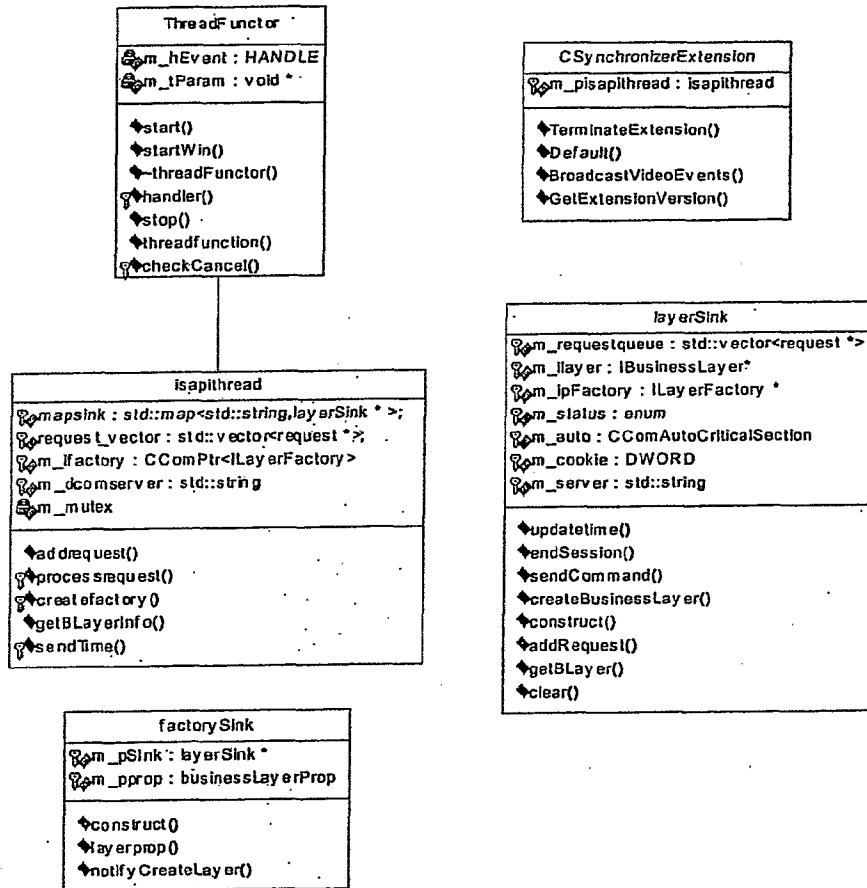 ThreadFunctor
m_hEvent : HANDLE
m_tParam : void *
start()
startWin()
~threadFunctor()
handler()
stop()
threadfunction()
checkCancel()
CSynchronizerExtension
m_pisapithread : isapithread
TerminateExtension()
Default()
BroadcastVideoEvents()
GetExtensionVersion()
isapithread
mapsink : std::map<std::string,layerSink * >;
request_vector : std::vector<request *>;
m_ifactory : CComPtr<ILayerFactory>
m_dcomserver : std::string
m_mutex
addrequest()
processrequest()
createfactory()
getBLayerInfo()
sendTime()
layerSink
m_requestqueue : std::vector<request *>
m_ilayer : IBusinessLayer*
m_ipFactory : ILayerFactory *
m_status : enum
m_auto : CComAutoCriticalSection
m_cookie : DWORD
m_server : std::string
updatetime()
endSession()
sendCommand()
createBusinessLayer()
construct()
addRequest()
getBLayer()
clear()
factorySink
m_pSink : layerSink *
m_pprop : businessLayerProp
construct()
layerprop()
notifyCreateLayer()